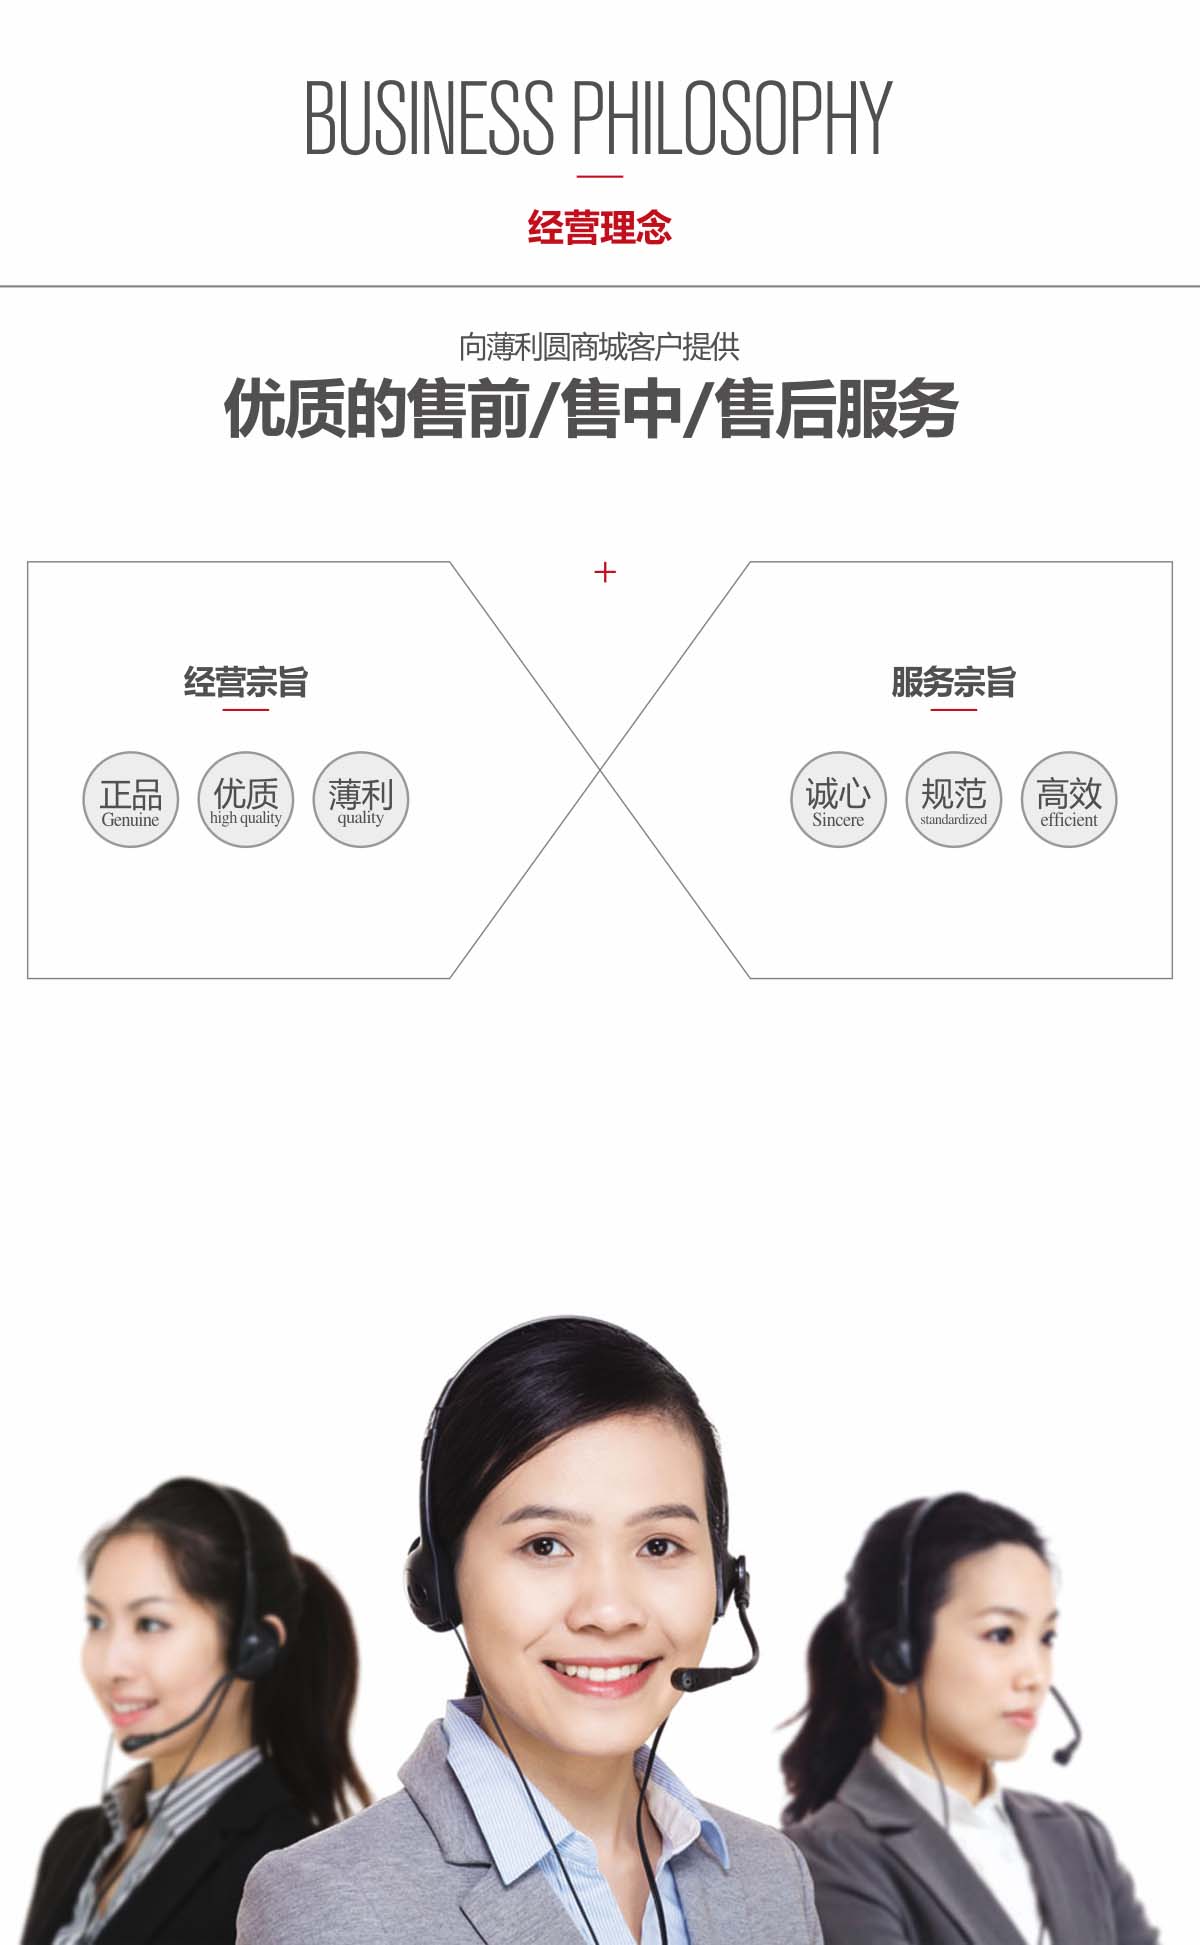 BUSINESS PHILOSOPHY
经营理念
向薄利圆商城客户提供
优质的售前/售中/售后服务
+
经营宗旨
正品
Genuine
优质
high quality
薄利
quality
服务宗旨
诚心
Sincere
规范
standardized
高效
efficient